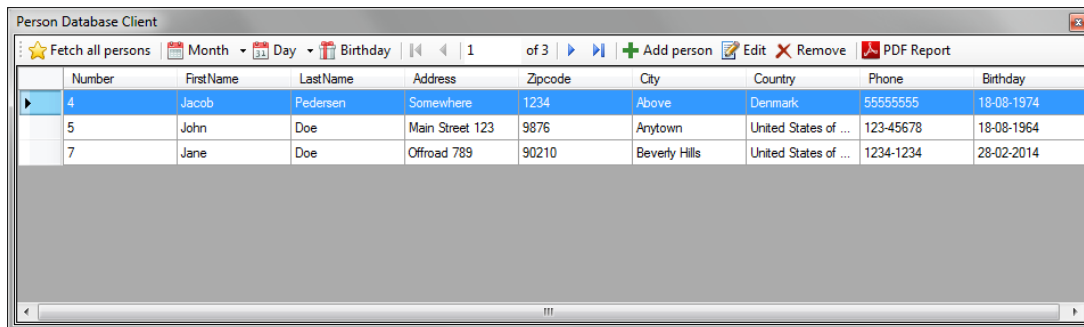 Person Database Client
Fetch all persons Month 31 Day Birthday 1 of 3 Add person Edit Remove PDF Report
Number FirstName LastName Address Zipcode City Country Phone Birthday
4 Jacob Pedersen Somewhere 1234 Above Denmark 55555555 18-08-1974
5 John Doe Main Street 123 9876 Anytown United States of ... 123-45678 18-08-1964
7 Jane Doe Offroad 789 90210 Beverly Hills United States of ... 1234-1234 28-02-2014